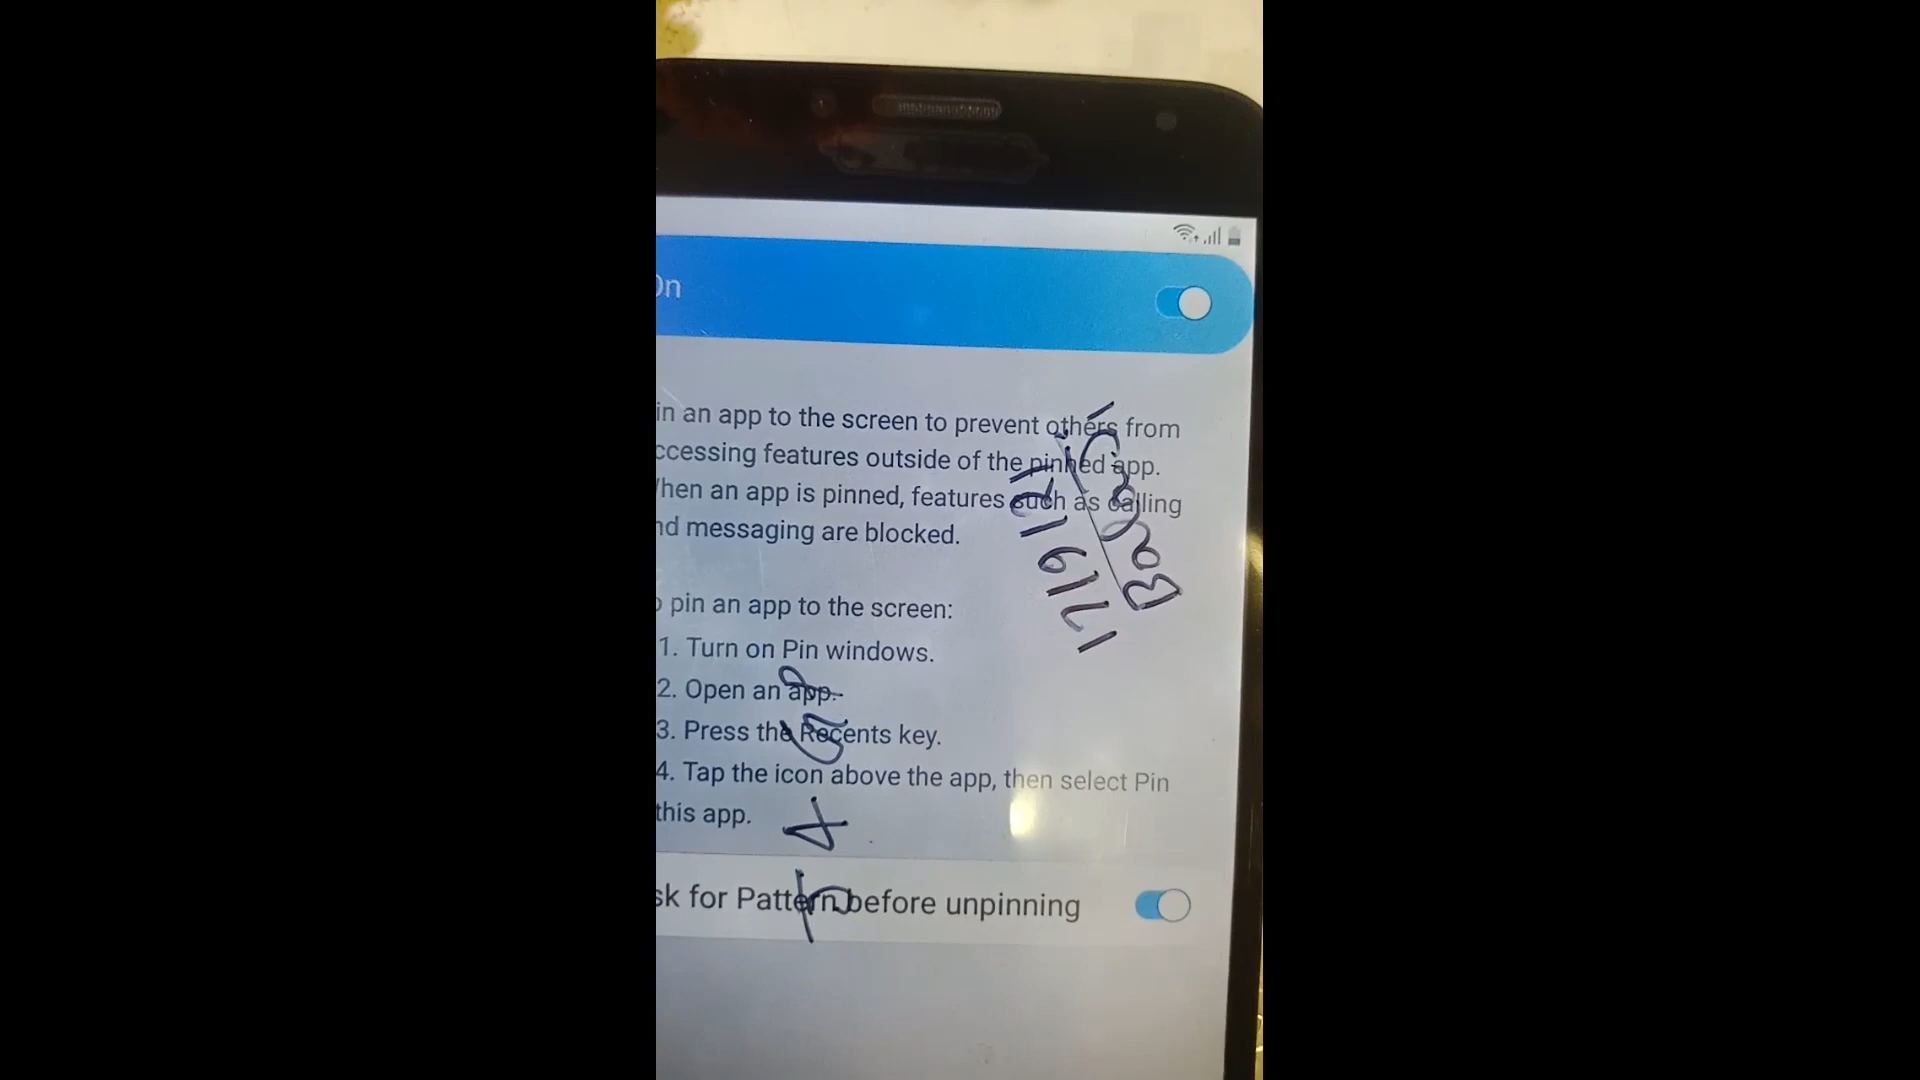 On
in an app to the screen to prevent others from
ccessing features outside of the pinned app.
hen an app is pinned, features such as calling
nd messaging are blocked.
pin an app to the screen:
1. Turn on Pin windows.
2. Open an app.
3. Press the Recents key.
4. Tap the icon above the app, then select Pin
this app.
sk for Pattern before unpinning